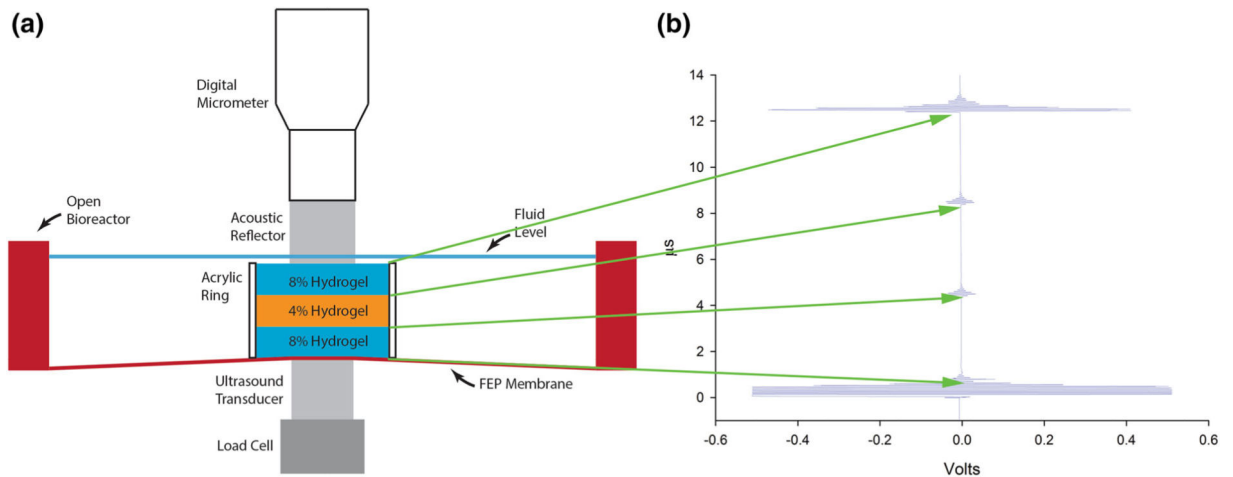 (a)
Digital
Micrometer
Open
Bioreactor
Acoustic
Reflector
Fluid
Level
Acrylic
Ring
8% Hydrogel
4% Hydrogel
8% Hydrogel
Ultrasound
Transducer
FEP Membrane
Load Cell
(b)
14
12
10
8
6
4
2
0
µs
-0.6 -0.4 -0.2 0.0 0.2 0.4 0.6
Volts